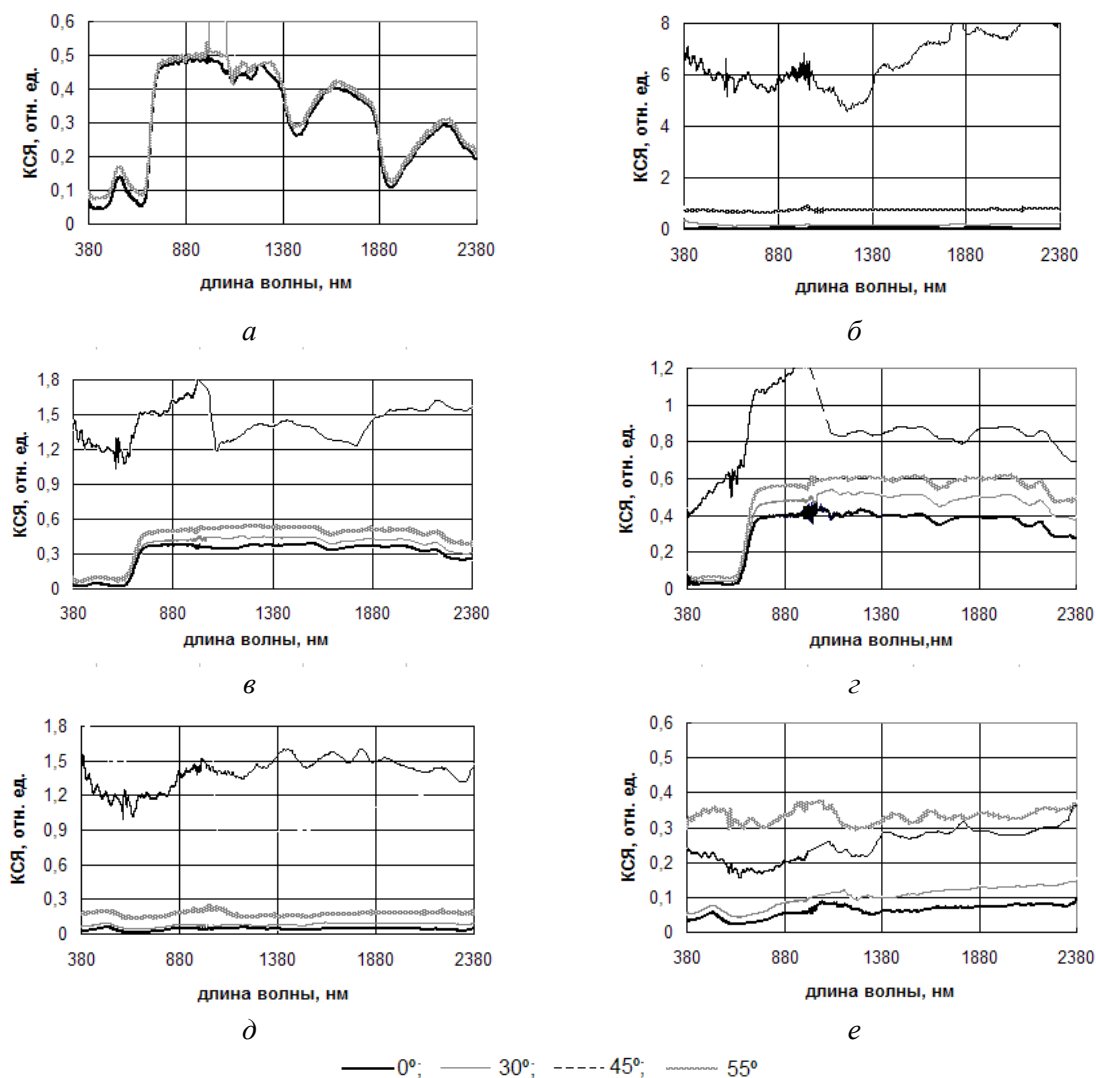 0,6
0,5
0,4
0,3
0,2
0,1
0
КСЯ, отн. ед.
380 880 1380 1880 2380
длина волны, нм
а
8
6
4
2
0
КСЯ, отн. ед.
380 880 1380 1880 2380
длина волны, нм
б
1,8
1,5
1,2
0,9
0,6
0,3
0
КСЯ, отн. ед.
380 880 1380 1880 2380
длина волны, нм
в
1,2
1
0,8
0,6
0,4
0,2
0
КСЯ, отн. ед.
380 880 1380 1880 2380
длина волны,нм
г
1,8
1,5
1,2
0,9
0,6
0,3
0
КСЯ, отн. ед.
380 880 1380 1880 2380
длина волны, нм
д
0,6
0,5
0,4
0,3
0,2
0,1
0
КСЯ, отн. ед.
380 880 1380 1880 2380
длина волны, нм
е
0º; 30º; 45º; 55º